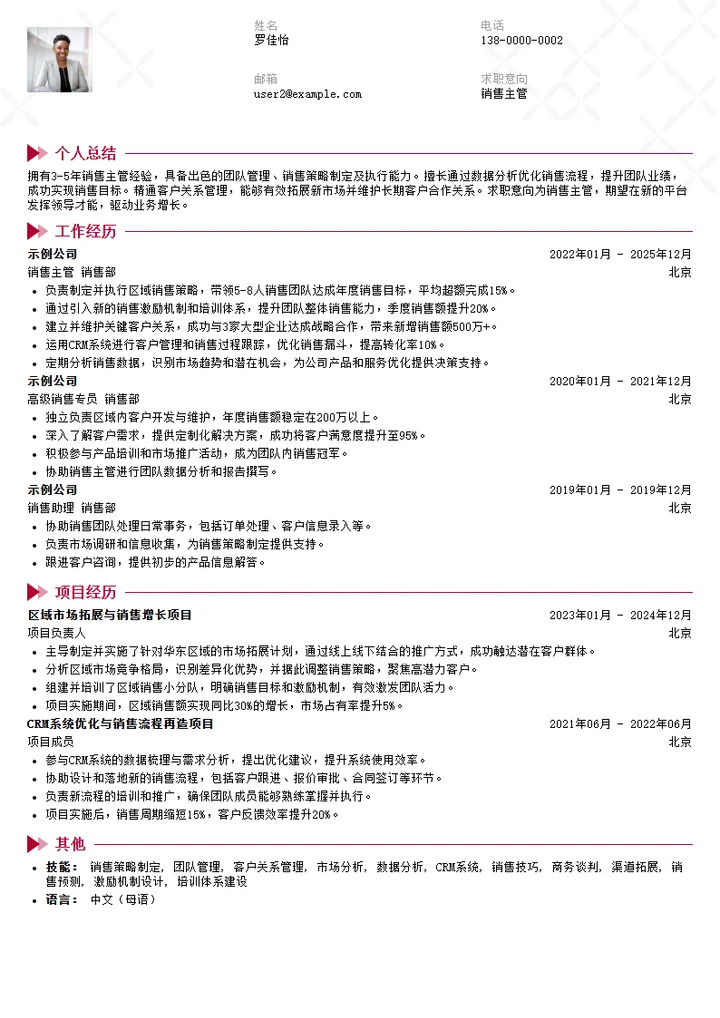 姓名
罗佳怡
电话
138-0000-0002
邮箱
user2@example.com
求职意向
销售主管
个人总结
拥有3-5年销售主管经验，具备出色的团队管理、销售策略制定及执行能力。擅长通过数据分析优化销售流程，提升团队业绩，
成功实现销售目标。精通客户关系管理，能够有效拓展新市场并维护长期客户合作关系。求职意向为销售主管，期望在新的平台
发挥领导才能，驱动业务增长。
工作经历
示例公司 2022年01月 - 2025年12月
销售主管 销售部 北京
• 负责制定并执行区域销售策略，带领5-8人销售团队达成年度销售目标，平均超额完成15%。
• 通过引入新的销售激励机制和培训体系，提升团队整体销售能力，季度销售额提升20%。
• 建立并维护关键客户关系，成功与3家大型企业达成战略合作，带来新增销售额500万+。
• 运用CRM系统进行客户管理和销售过程跟踪，优化销售漏斗，提高转化率10%。
• 定期分析销售数据，识别市场趋势和潜在机会，为公司产品和服务优化提供决策支持。
示例公司 2020年01月 - 2021年12月
高级销售专员 销售部 北京
• 独立负责区域内客户开发与维护，年度销售额稳定在200万以上。
• 深入了解客户需求，提供定制化解决方案，成功将客户满意度提升至95%。
• 积极参与产品培训和市场推广活动，成为团队内销售冠军。
• 协助销售主管进行团队数据分析和报告撰写。
示例公司 2019年01月 - 2019年12月
销售助理 销售部 北京
• 协助销售团队处理日常事务，包括订单处理、客户信息录入等。
• 负责市场调研和信息收集，为销售策略制定提供支持。
• 跟进客户咨询，提供初步的产品信息解答。
项目经历
区域市场拓展与销售增长项目 2023年01月 - 2024年12月
项目负责人 北京
• 主导制定并实施了针对华东区域的市场拓展计划，通过线上线下结合的推广方式，成功触达潜在客户群体。
• 分析区域市场竞争格局，识别差异化优势，并据此调整销售策略，聚焦高潜力客户。
• 组建并培训了区域销售小分队，明确销售目标和激励机制，有效激发团队活力。
• 项目实施期间，区域销售额实现同比30%的增长，市场占有率提升5%。
CRM系统优化与销售流程再造项目 2021年06月 - 2022年06月
项目成员 北京
• 参与CRM系统的数据梳理与需求分析，提出优化建议，提升系统使用效率。
• 协助设计和落地新的销售流程，包括客户跟进、报价审批、合同签订等环节。
• 负责新流程的培训和推广，确保团队成员能够熟练掌握并执行。
• 项目实施后，销售周期缩短15%，客户反馈效率提升20%。
其他
• 技能： 销售策略制定, 团队管理, 客户关系管理, 市场分析, 数据分析, CRM系统, 销售技巧, 商务谈判, 渠道拓展, 销
售预测, 激励机制设计, 培训体系建设
• 语言： 中文（母语）